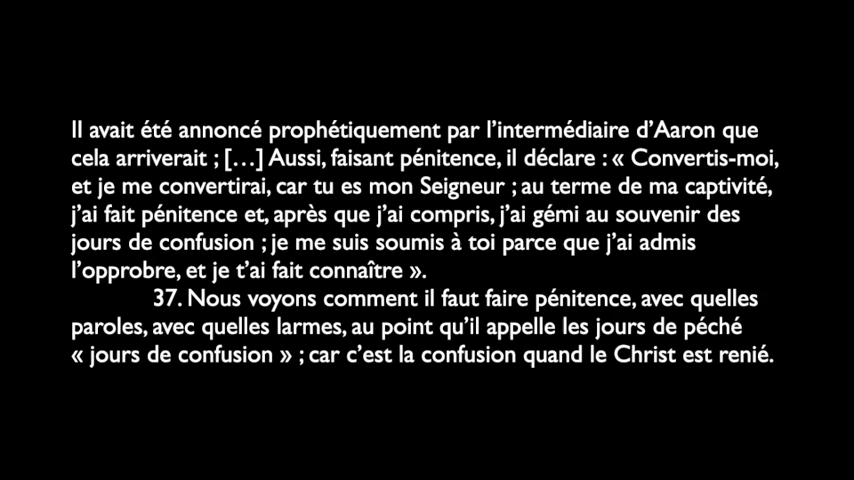 Il avait été annoncé prophétiquement par l’intermédiaire d’Aaron que
cela arriverait ; […] Aussi, faisant pénitence, il déclare : « Convertis-moi,
et je me convertirai, car tu es mon Seigneur ; au terme de ma captivité,
j’ai fait pénitence et, après que j’ai compris, j’ai gémi au souvenir des
jours de confusion ; je me suis soumis à toi parce que j’ai admis
l’opprobre, et je t’ai fait connaître ».
37. Nous voyons comment il faut faire pénitence, avec quelles
paroles, avec quelles larmes, au point qu’il appelle les jours de péché
« jours de confusion » ; car c’est la confusion quand le Christ est renié.